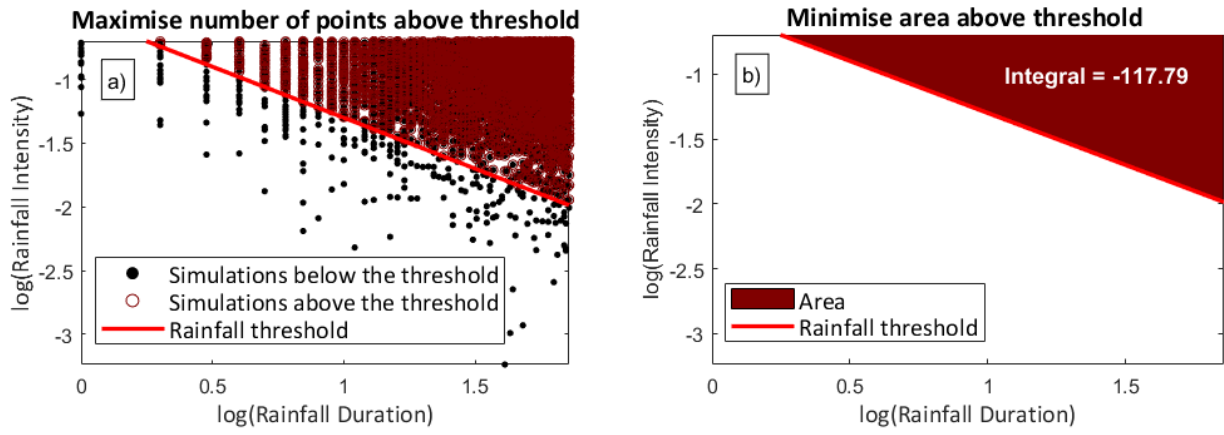 Maximise number of points above threshold
a)
-1
-1.5
-2
-2.5
-3
log(Rainfall Intensity)
Simulations below the threshold
Simulations above the threshold
Rainfall threshold
0
0.5
1
1.5
log(Rainfall Duration)
Minimise area above threshold
b)
Integral = -117.79
-1
-1.5
-2
-2.5
-3
log(Rainfall Intensity)
Area
Rainfall threshold
0
0.5
1
1.5
log(Rainfall Duration)